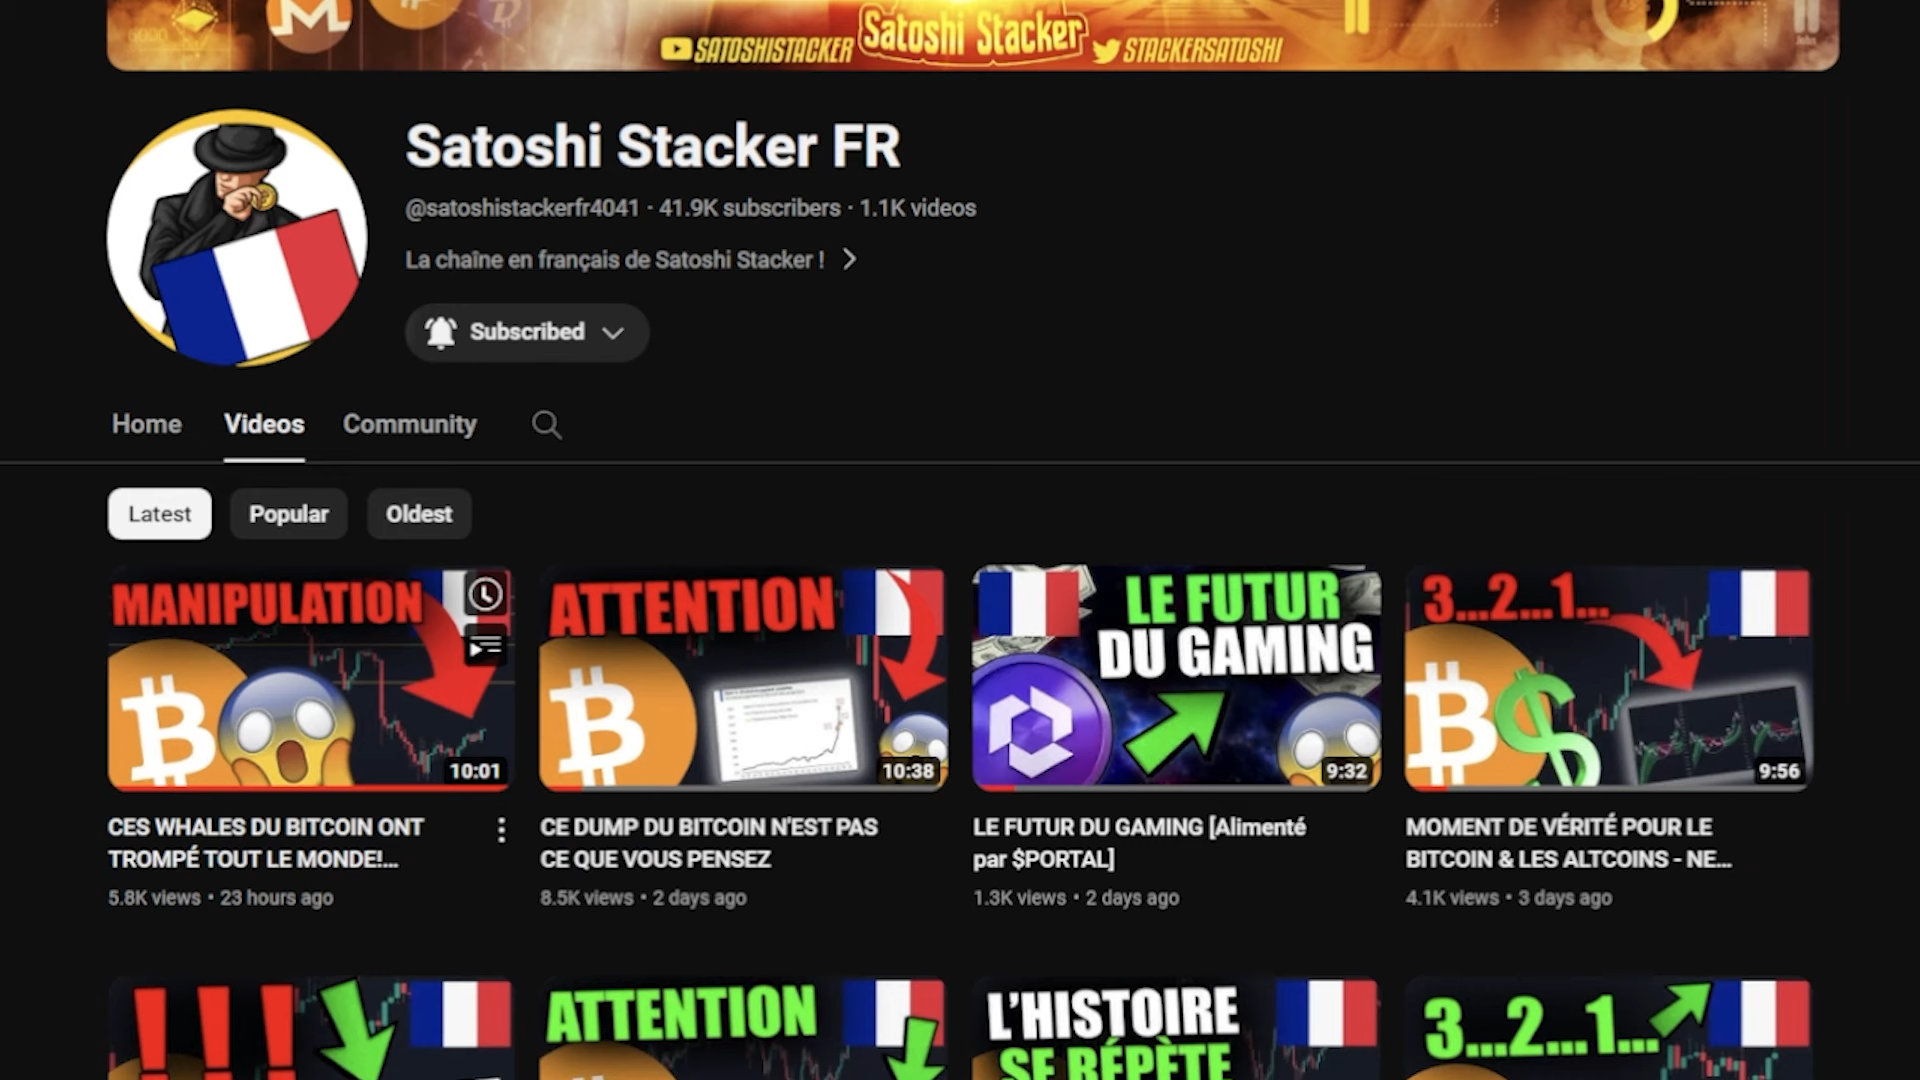 SATOSHISTACKER
Satoshi Stacker
STACKERSATOSHI
Satoshi Stacker FR
@satoshistackerfr4041 · 41.9K subscribers · 1.1K videos
La chaîne en français de Satoshi Stacker !
Subscribed
Home
Videos
Community
Latest
Popular
Oldest
MANIPULATION
10:01
ATTENTION
10:38
LE FUTUR
DU GAMING
9:32
3...2...1...
9:56
CES WHALES DU BITCOIN ONT
TROMPÉ TOUT LE MONDE!...
5.8K views • 23 hours ago
CE DUMP DU BITCOIN N'EST PAS
CE QUE VOUS PENSEZ
8.5K views • 2 days ago
LE FUTUR DU GAMING [Alimenté
par $PORTAL]
1.3K views • 2 days ago
MOMENT DE VÉRITÉ POUR LE
BITCOIN & LES ALTCOINS - NE...
4.1K views • 3 days ago
!!!
ATTENTION
L'HISTOIRE
SE RÉPÈTE
3...2...1...